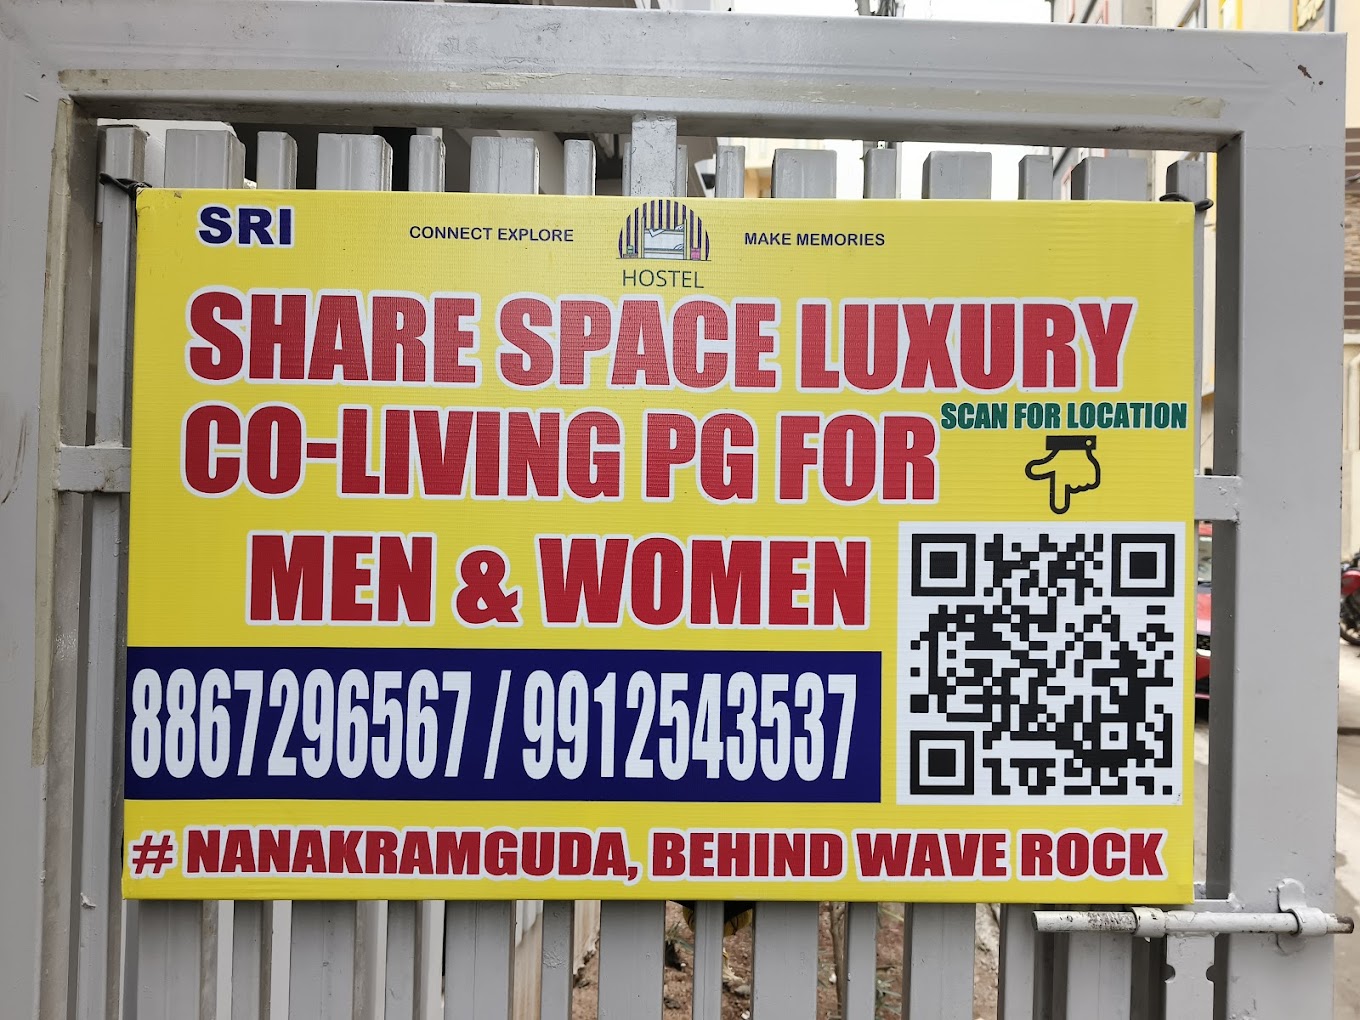 SRI
CONNECT EXPLORE
MAKE MEMORIES
HOSTEL
SHARE SPACE LUXURY
CO-LIVING PG FOR
SCAN FOR LOCATION
MEN & WOMEN
8867296567 / 9912543537
# NANAKRAMGUDA, BEHIND WAVE ROCK